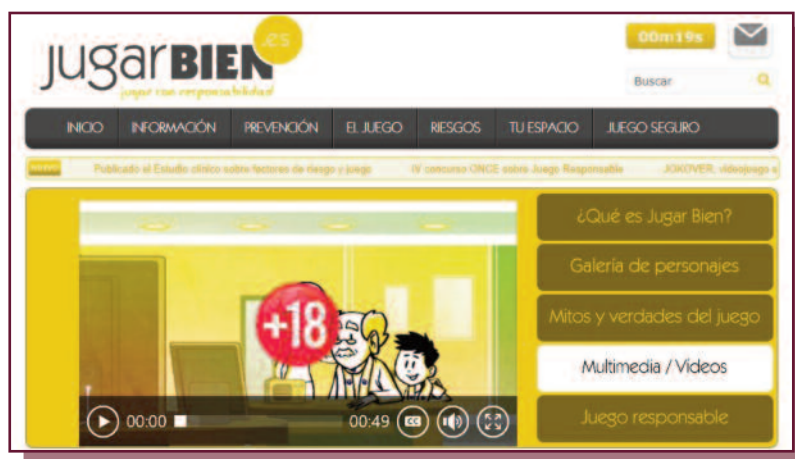 jugarBIEN
.es
jugar con responsabilidad
00m19s
Buscar
INICIO INFORMACIÓN PREVENCIÓN EL JUEGO RIESGOS TU ESPACIO JUEGO SEGURO
NUEVO Publicado el Estudio clínico sobre factores de riesgo y juego IV concurso ONCE sobre Juego Responsable JOKOVER, videojuego
¿Qué es Jugar Bien?
Galería de personajes
Mitos y verdades del juego
Multimedia / Vídeos
Juego responsable
+18
00:00 00:49 CC